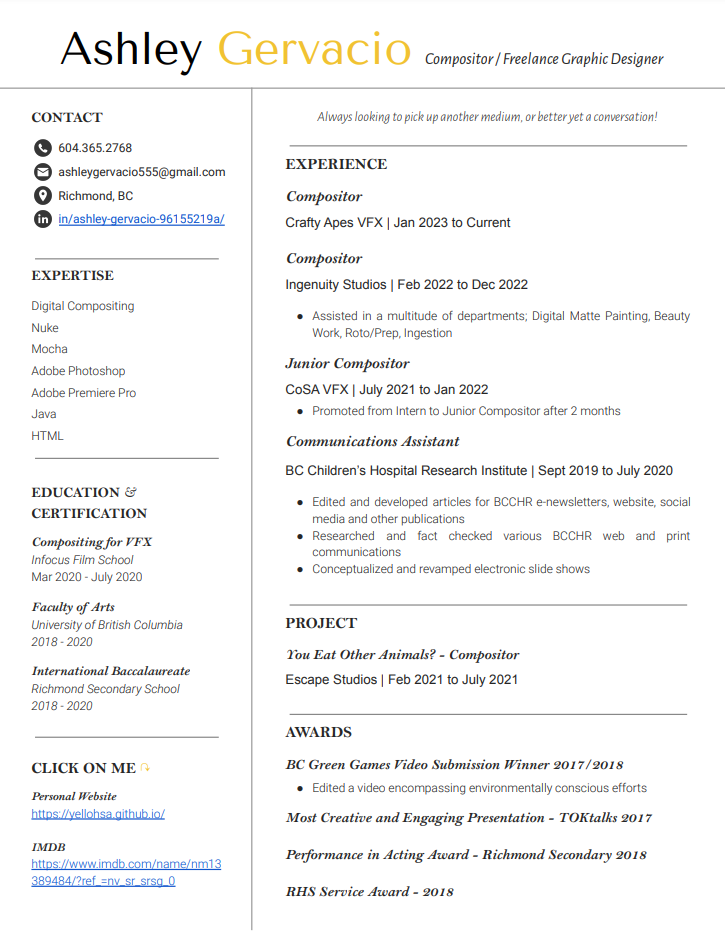 Ashley Gervacio Compositor / Freelance Graphic Designer
CONTACT
604.365.2768
ashleygervacio555@gmail.com
Richmond, BC
in/ashley-gervacio-96155219a/
EXPERTISE
Digital Compositing
Nuke
Mocha
Adobe Photoshop
Adobe Premiere Pro
Java
HTML
EDUCATION &
CERTIFICATION
Compositing for VFX
Infocus Film School
Mar 2020 - July 2020
Faculty of Arts
University of British Columbia
2018 - 2020
International Baccalaureate
Richmond Secondary School
2018 - 2020
CLICK ON ME
Personal Website
https://yellohsa.github.io/
IMDB
https://www.imdb.com/name/nm13
389484/?ref_=nv_sr_srsg_0
Always looking to pick up another medium, or better yet a conversation!
EXPERIENCE
Compositor
Crafty Apes VFX | Jan 2023 to Current
Compositor
Ingenuity Studios | Feb 2022 to Dec 2022
● Assisted in a multitude of departments; Digital Matte Painting, Beauty
Work, Roto/Prep, Ingestion
Junior Compositor
CoSA VFX | July 2021 to Jan 2022
● Promoted from Intern to Junior Compositor after 2 months
Communications Assistant
BC Children's Hospital Research Institute | Sept 2019 to July 2020
● Edited and developed articles for BCCHR e-newsletters, website, social
media and other publications
● Researched and fact checked various BCCHR web and print
communications
● Conceptualized and revamped electronic slide shows
PROJECT
You Eat Other Animals? - Compositor
Escape Studios | Feb 2021 to July 2021
AWARDS
BC Green Games Video Submission Winner 2017/2018
● Edited a video encompassing environmentally conscious efforts
Most Creative and Engaging Presentation - TOKtalks 2017
Performance in Acting Award - Richmond Secondary 2018
RHS Service Award - 2018